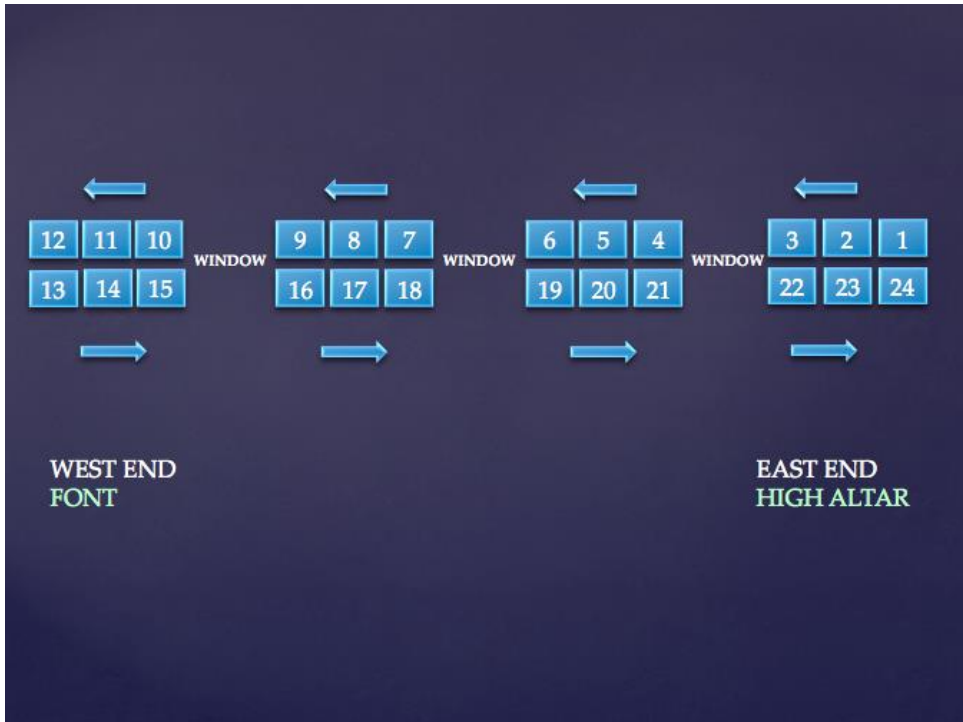 12 11 10 9 8 7 6 5 4 3 2 1
WINDOW WINDOW WINDOW
13 14 15 16 17 18 19 20 21 22 23 24
WEST END
FONT
EAST END
HIGH ALTAR